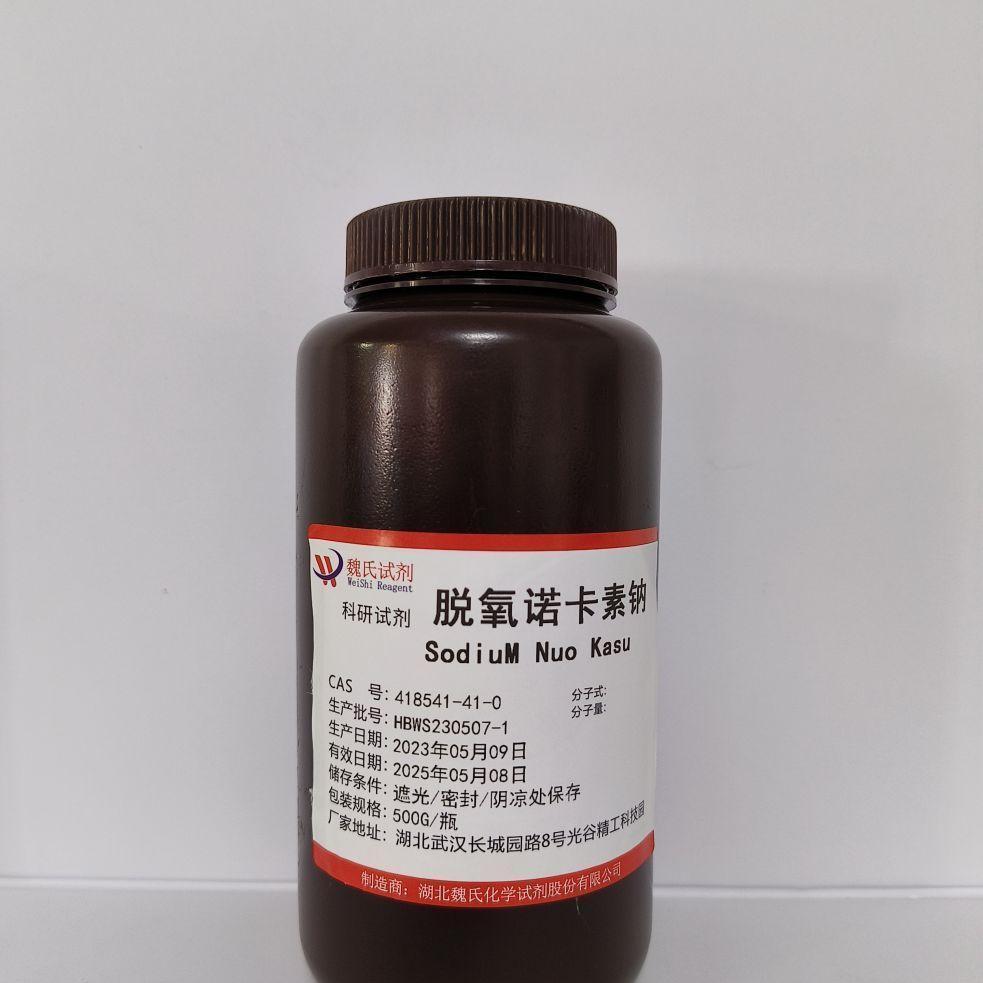 魏氏试剂
WeiShi Reagent
科研试剂
脱氧诺卡素钠
SodiuM Nuo Kasu
CAS 号: 418541-41-0
分子式:
生产批号: HBWS230507-1
分子量:
生产日期: 2023年05月09日
有效日期: 2025年05月08日
储存条件: 遮光/密封/阴凉处保存
包装规格: 500G/瓶
厂家地址: 湖北武汉长城园路8号光谷精工科技园
制造商: 湖北魏氏化学试剂股份有限公司